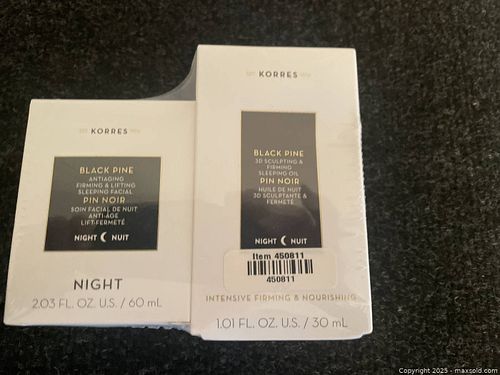 KORRES
BLACK PINE
ANTIAGING
FIRMING & LIFTING
SLEEPING FACIAL
PIN NOIR
SOIN FACIAL DE NUIT
ANTI-ÂGE
LIFT-FERMETÉ
NIGHT NUIT
NIGHT
2.03 FL. OZ. U.S. / 60 mL
KORRES
BLACK PINE
3D SCULPTING &
FIRMING
SLEEPING OIL
PIN NOIR
HUILE DE NUIT
3D SCULPTANTE &
FERMETÉ
NIGHT NUIT
Item 450811
450811
INTENSIVE FIRMING & NOURISHING
1.01 FL. OZ. U.S. / 30 mL
Copyright 2025 - maxsold.com